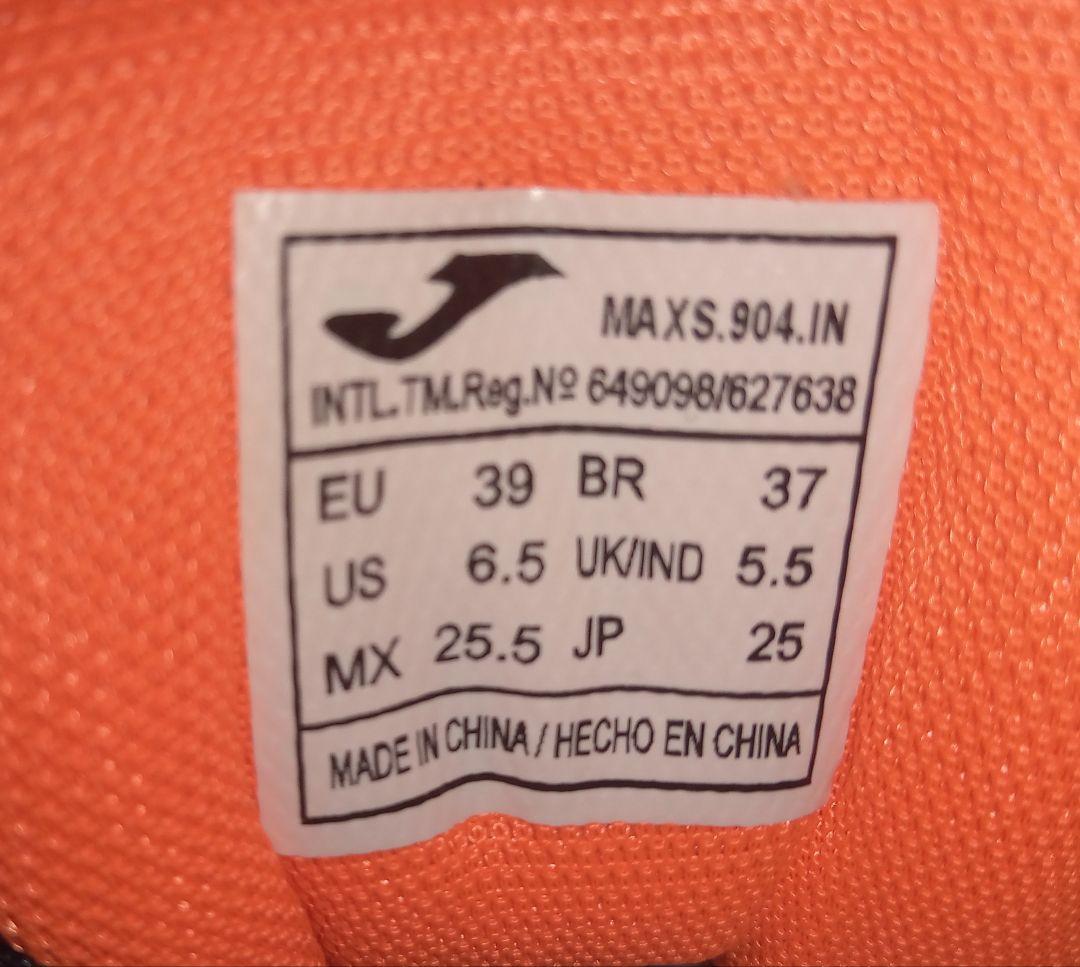 MAXS.904.IN
INTL.TM.Reg.Nº 649098/627638
EU 39 BR 37
US 6.5 UK/IND 5.5
MX 25.5 JP 25
MADE IN CHINA / HECHO EN CHINA